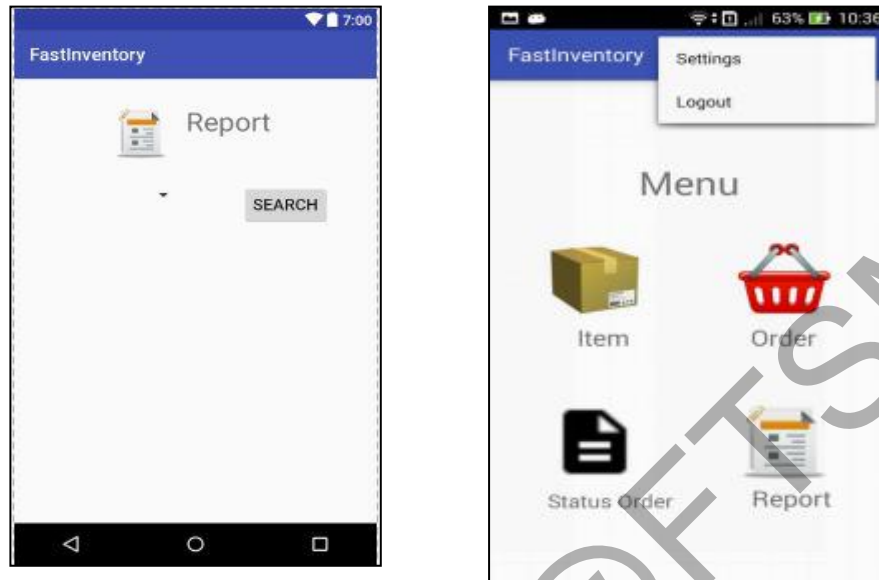 7:00
FastInventory
Report
SEARCH
63% 10:36
FastInventory
Settings
Logout
Menu
Item
Order
Status Order
Report